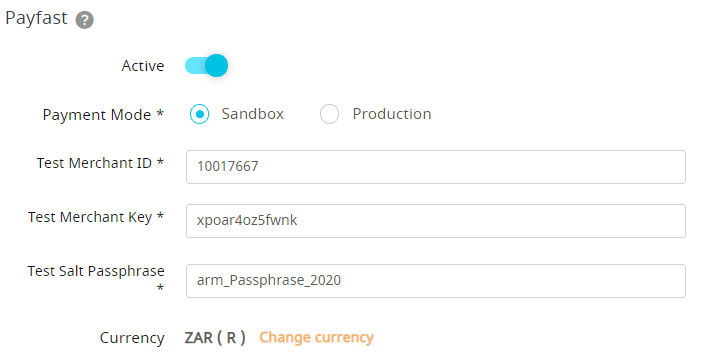 Payfast ?
Active
Payment Mode * Sandbox Production
Test Merchant ID * 10017667
Test Merchant Key * xpoar4oz5fwnk
Test Salt Passphrase
* arm_Passphrase_2020
Currency ZAR ( R ) Change currency